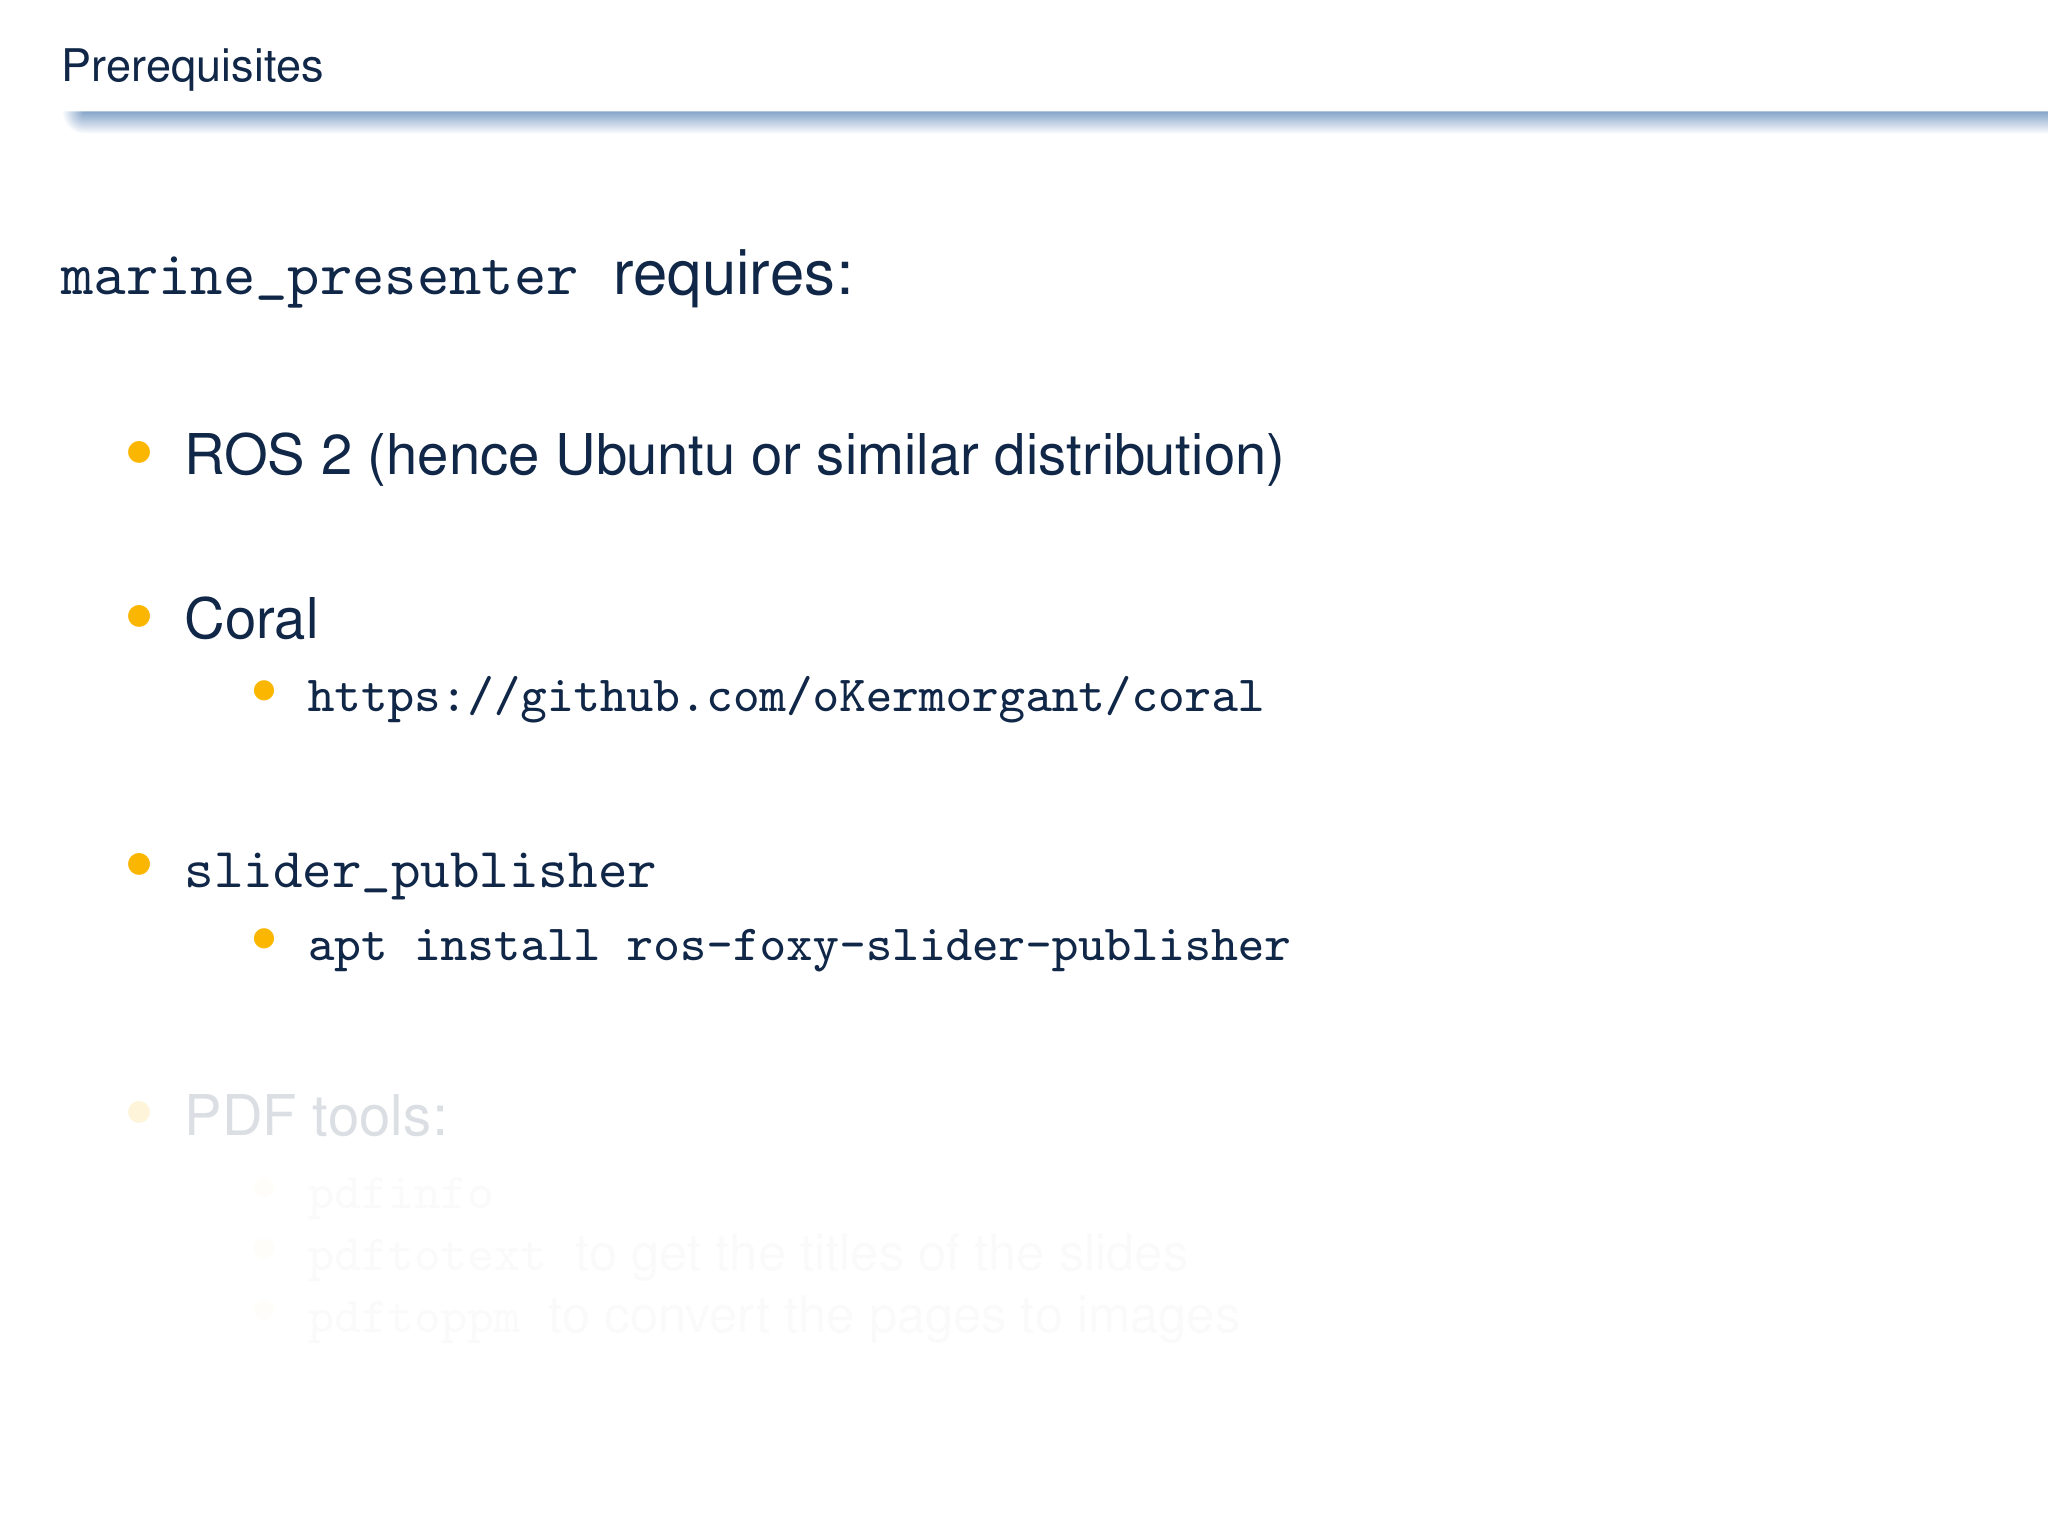 Prerequisites
marine_presenter requires:
ROS 2 (hence Ubuntu or similar distribution)
Coral
https://github.com/oKermorgant/coral
slider_publisher
apt install ros-foxy-slider-publisher
PDF tools:
pdfinfo
pdftotext to get the titles of the slides
pdftoppm to convert the pages to images